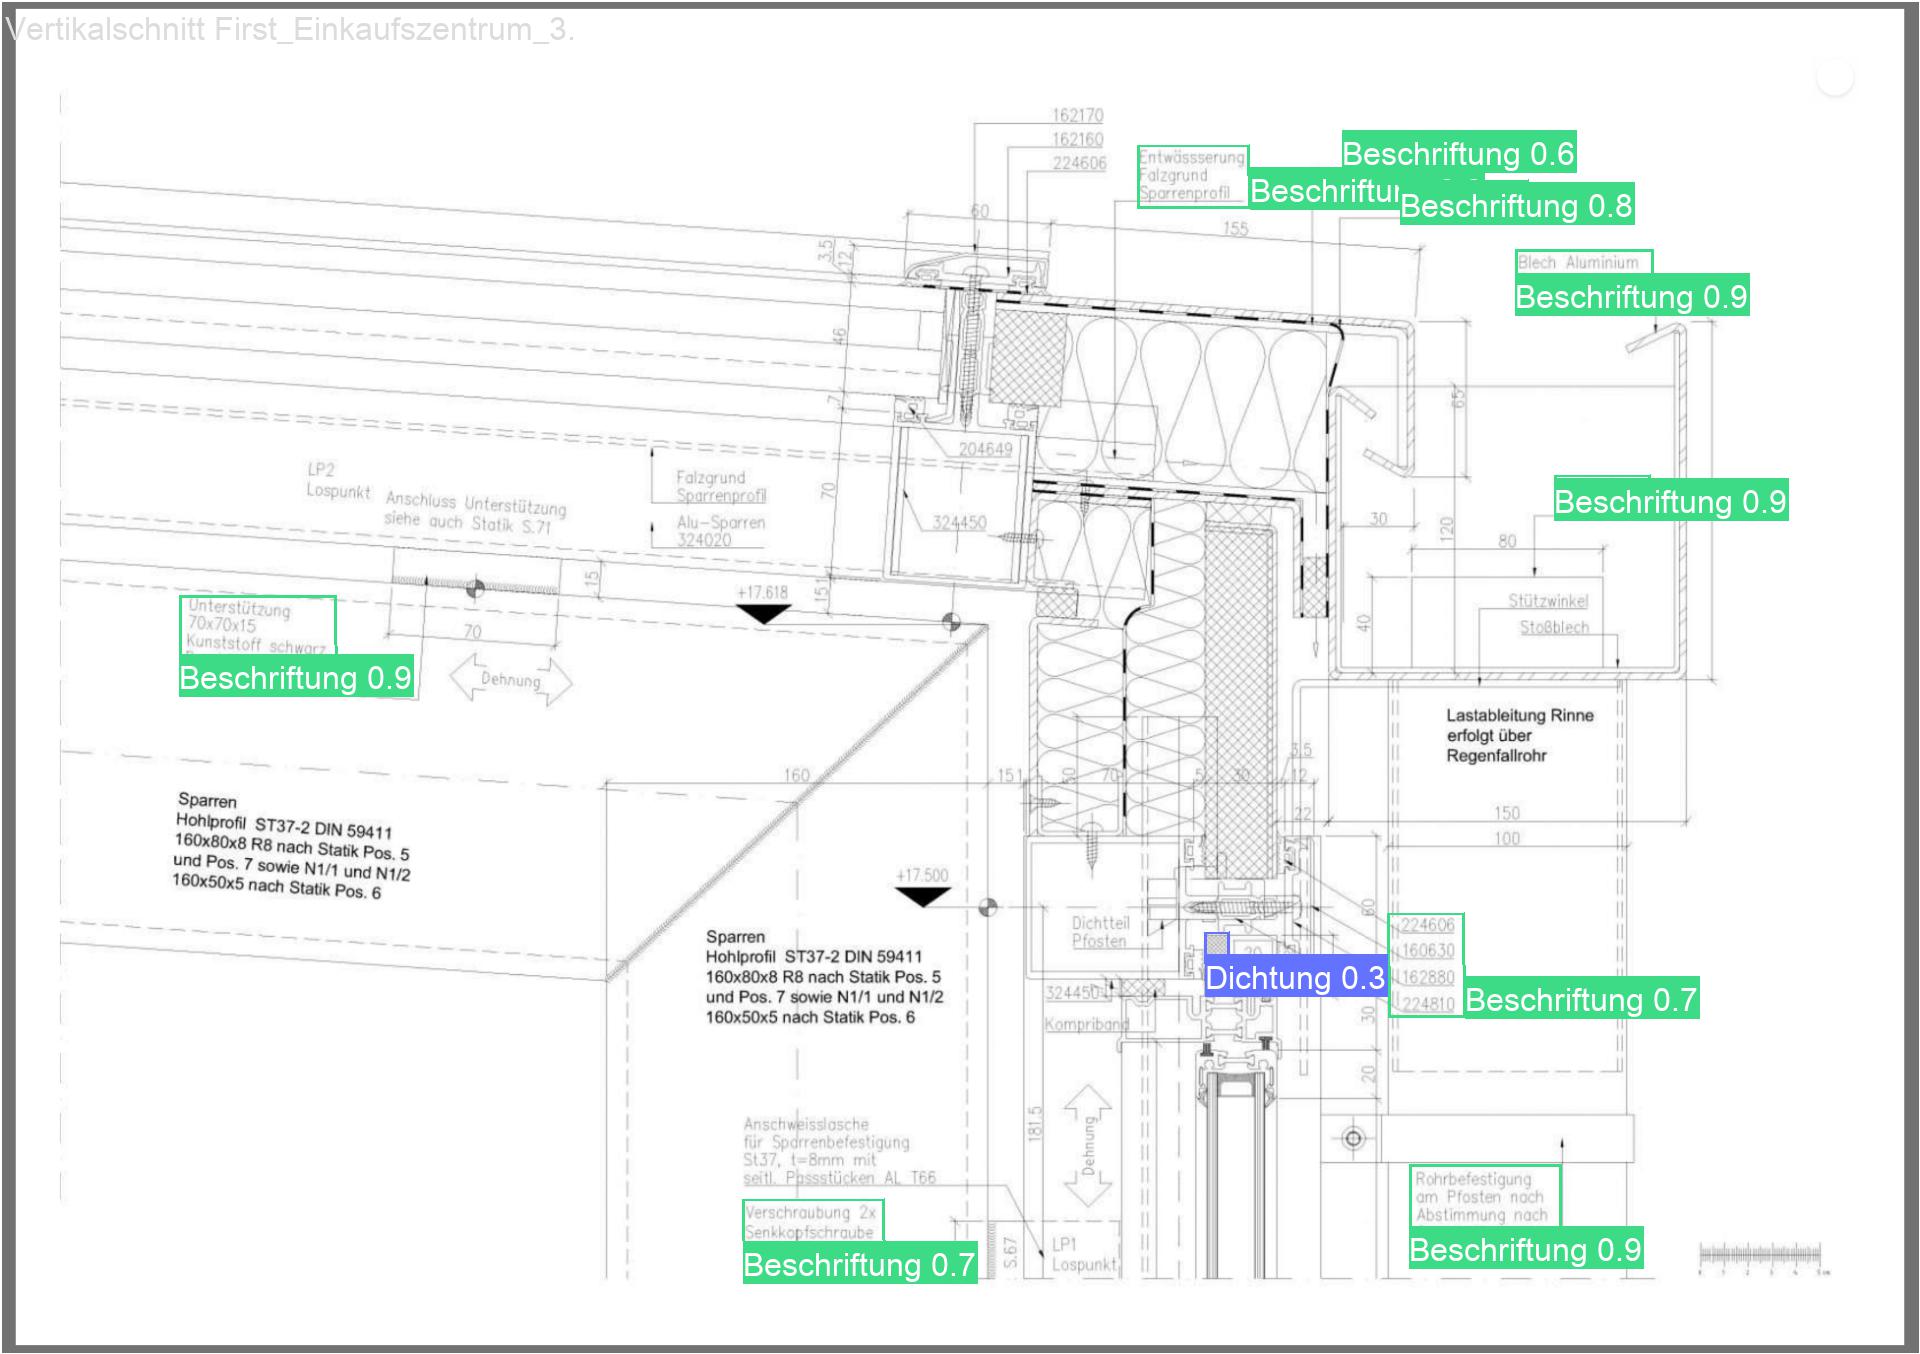 Vertikalschnitt First_Einkaufszentrum_3.
162170
162160
224606
Entwässserung
Falzgrund
Sparrenprofil
Beschriftung 0.6
Beschriftung 0.8
60
155
3.5
12
Blech Aluminium
Beschriftung 0.9
46
7
65
204649
LP2
Lospunkt
Anschluss Unterstützung
siehe auch Statik S.71
Falzgrund
Sparrenprofil
Alu-Sparren
324020
70
324450
Beschriftung 0.9
30
120
80
15
151
+17.618
40
Stützwinkel
Stoßblech
Unterstützung
70x70x15
Kunststoff schwarz
Beschriftung 0.9
70
Dehnung
Lastableitung Rinne
erfolgt über
Regenfallrohr
160
151
60
70
5
30
3.5
12
22
150
100
Sparren
Hohlprofil ST37-2 DIN 59411
160x80x8 R8 nach Statik Pos. 5
und Pos. 7 sowie N1/1 und N1/2
160x50x5 nach Statik Pos. 6
+17.500
Dichtteil
Pfosten
60
224606
160630
162880
224810
Beschriftung 0.7
20
Dichtung 0.3
Sparren
Hohlprofil ST37-2 DIN 59411
160x80x8 R8 nach Statik Pos. 5
und Pos. 7 sowie N1/1 und N1/2
160x50x5 nach Statik Pos. 6
324450
Kompriband
30
20
181.5
Dehnung
Anschweisslasche
für Sparrenbefestigung
St37, t=8mm mit
seitl. Passstücken AL T66
Verschraubung 2x
Senkkopfschraube
Beschriftung 0.7
S.67
LP1
Lospunkt
Rohrbefestigung
am Pfosten nach
Abstimmung nach
Beschriftung 0.9